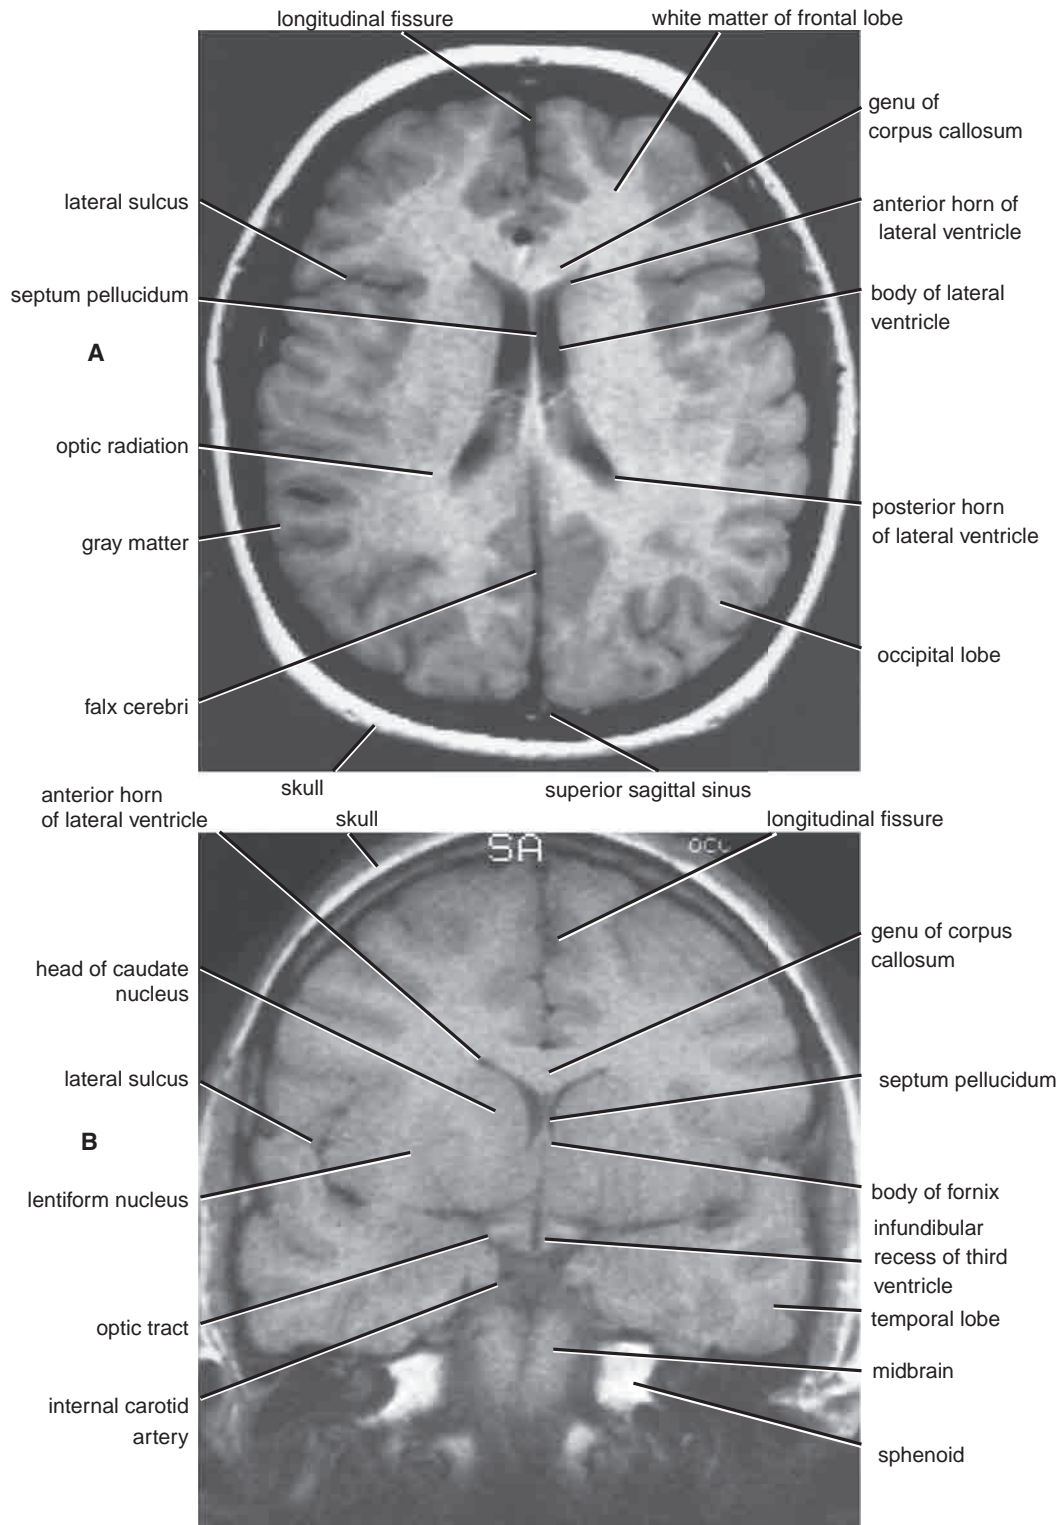 longitudinal fissure
white matter of frontal lobe
genu of
corpus callosum
lateral sulcus
anterior horn of
lateral ventricle
septum pellucidum
body of lateral
ventricle
A
optic radiation
posterior horn
of lateral ventricle
gray matter
occipital lobe
falx cerebri
skull
superior sagittal sinus
anterior horn
of lateral ventricle
skull
longitudinal fissure
SA
genu of corpus
callosum
head of caudate
nucleus
lateral sulcus
septum pellucidum
B
lentiform nucleus
body of fornix
infundibular
recess of third
ventricle
optic tract
temporal lobe
midbrain
internal carotid
artery
sphenoid